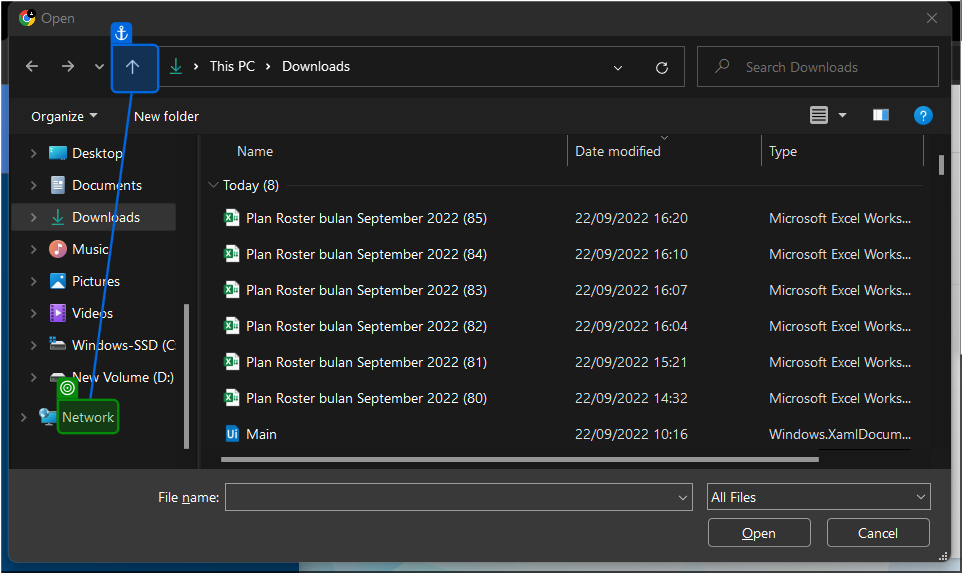 Open
This PC > Downloads
Search Downloads
Organize
New folder
?
Name
Date modified
Type
Desktop
Documents
Downloads
Music
Pictures
Videos
Windows-SSD (C:
New Volume (D:)
Network
Today (8)
Plan Roster bulan September 2022 (85) 22/09/2022 16:20 Microsoft Excel Works...
Plan Roster bulan September 2022 (84) 22/09/2022 16:10 Microsoft Excel Works...
Plan Roster bulan September 2022 (83) 22/09/2022 16:07 Microsoft Excel Works...
Plan Roster bulan September 2022 (82) 22/09/2022 16:04 Microsoft Excel Works...
Plan Roster bulan September 2022 (81) 22/09/2022 15:21 Microsoft Excel Works...
Plan Roster bulan September 2022 (80) 22/09/2022 14:32 Microsoft Excel Works...
Ui Main 22/09/2022 10:16 Windows.XamlDocum...
File name:
All Files
Open
Cancel